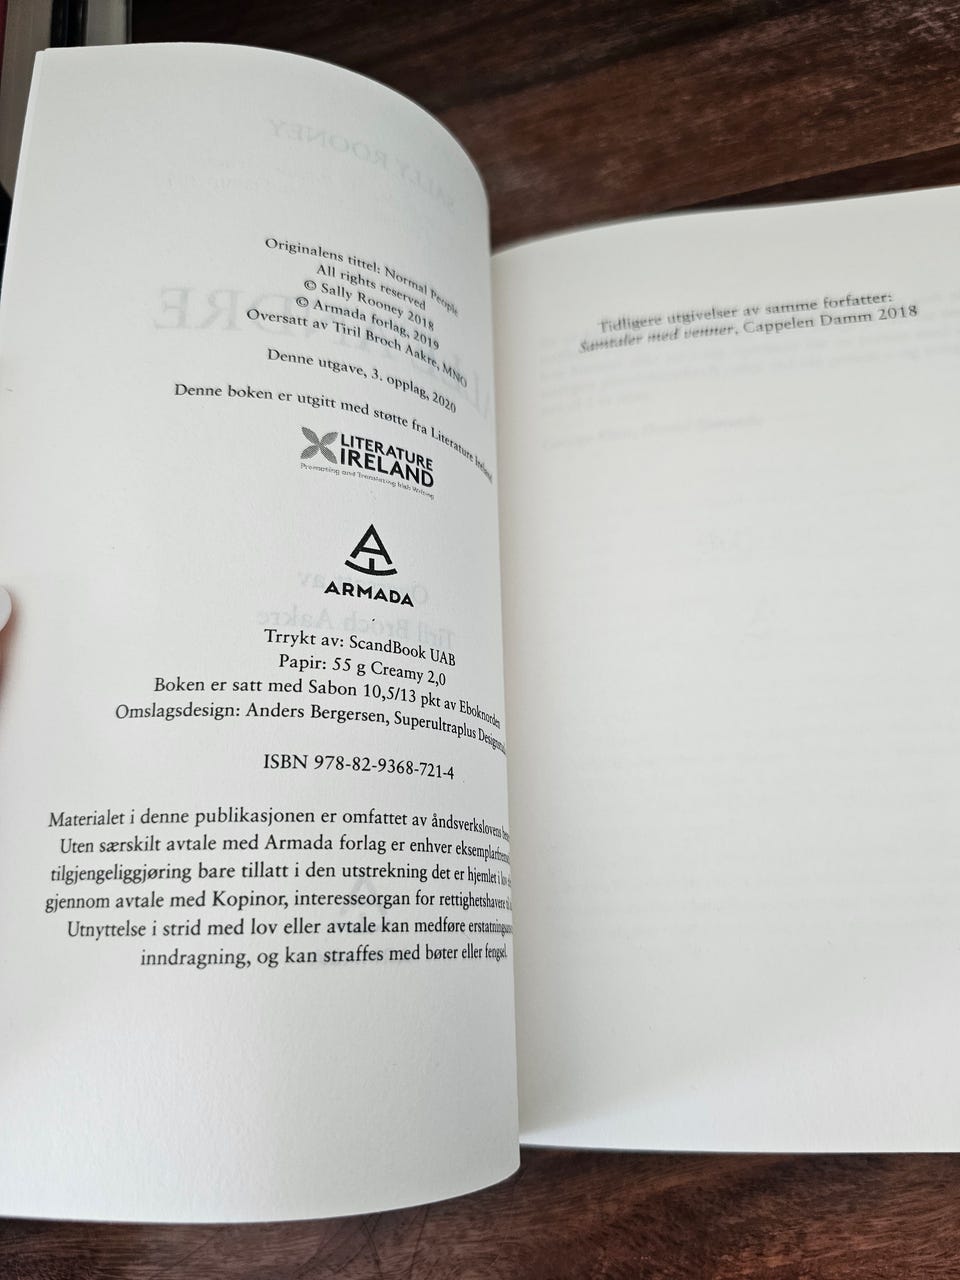 Originalens tittel: Normal People
All rights reserved
© Sally Rooney 2018
© Armada forlag, 2019
Oversatt av Tiril Broch Aakre, MNO
Denne utgave, 3. opplag, 2020
Denne boken er utgitt med støtte fra Literature Ireland
LITERATURE
IRELAND
Promoting and Translating Irish Writing
ARMADA
Trrykt av: ScandBook UAB
Papir: 55 g Creamy 2,0
Boken er satt med Sabon 10,5/13 pkt av Eboknorden
Omslagsdesign: Anders Bergersen, Superultraplus
ISBN 978-82-9368-721-4
Materialet i denne publikasjonen er omfattet av åndsverkslovens
Uten særskilt avtale med Armada forlag er enhver
tilgjengeliggjøring bare tillatt i den utstrekning det er hjemlet i lov
gjennom avtale med Kopinor, interesseorgan for rettighetshavere
Utnyttelse i strid med lov eller avtale kan medføre
inndragning, og kan straffes med bøter eller fengsel.
Tidligere utgivelser av samme forfatter:
Samtaler med venner, Cappelen Damm 2018
SALLY ROONEY
Tiril Broch Aakre